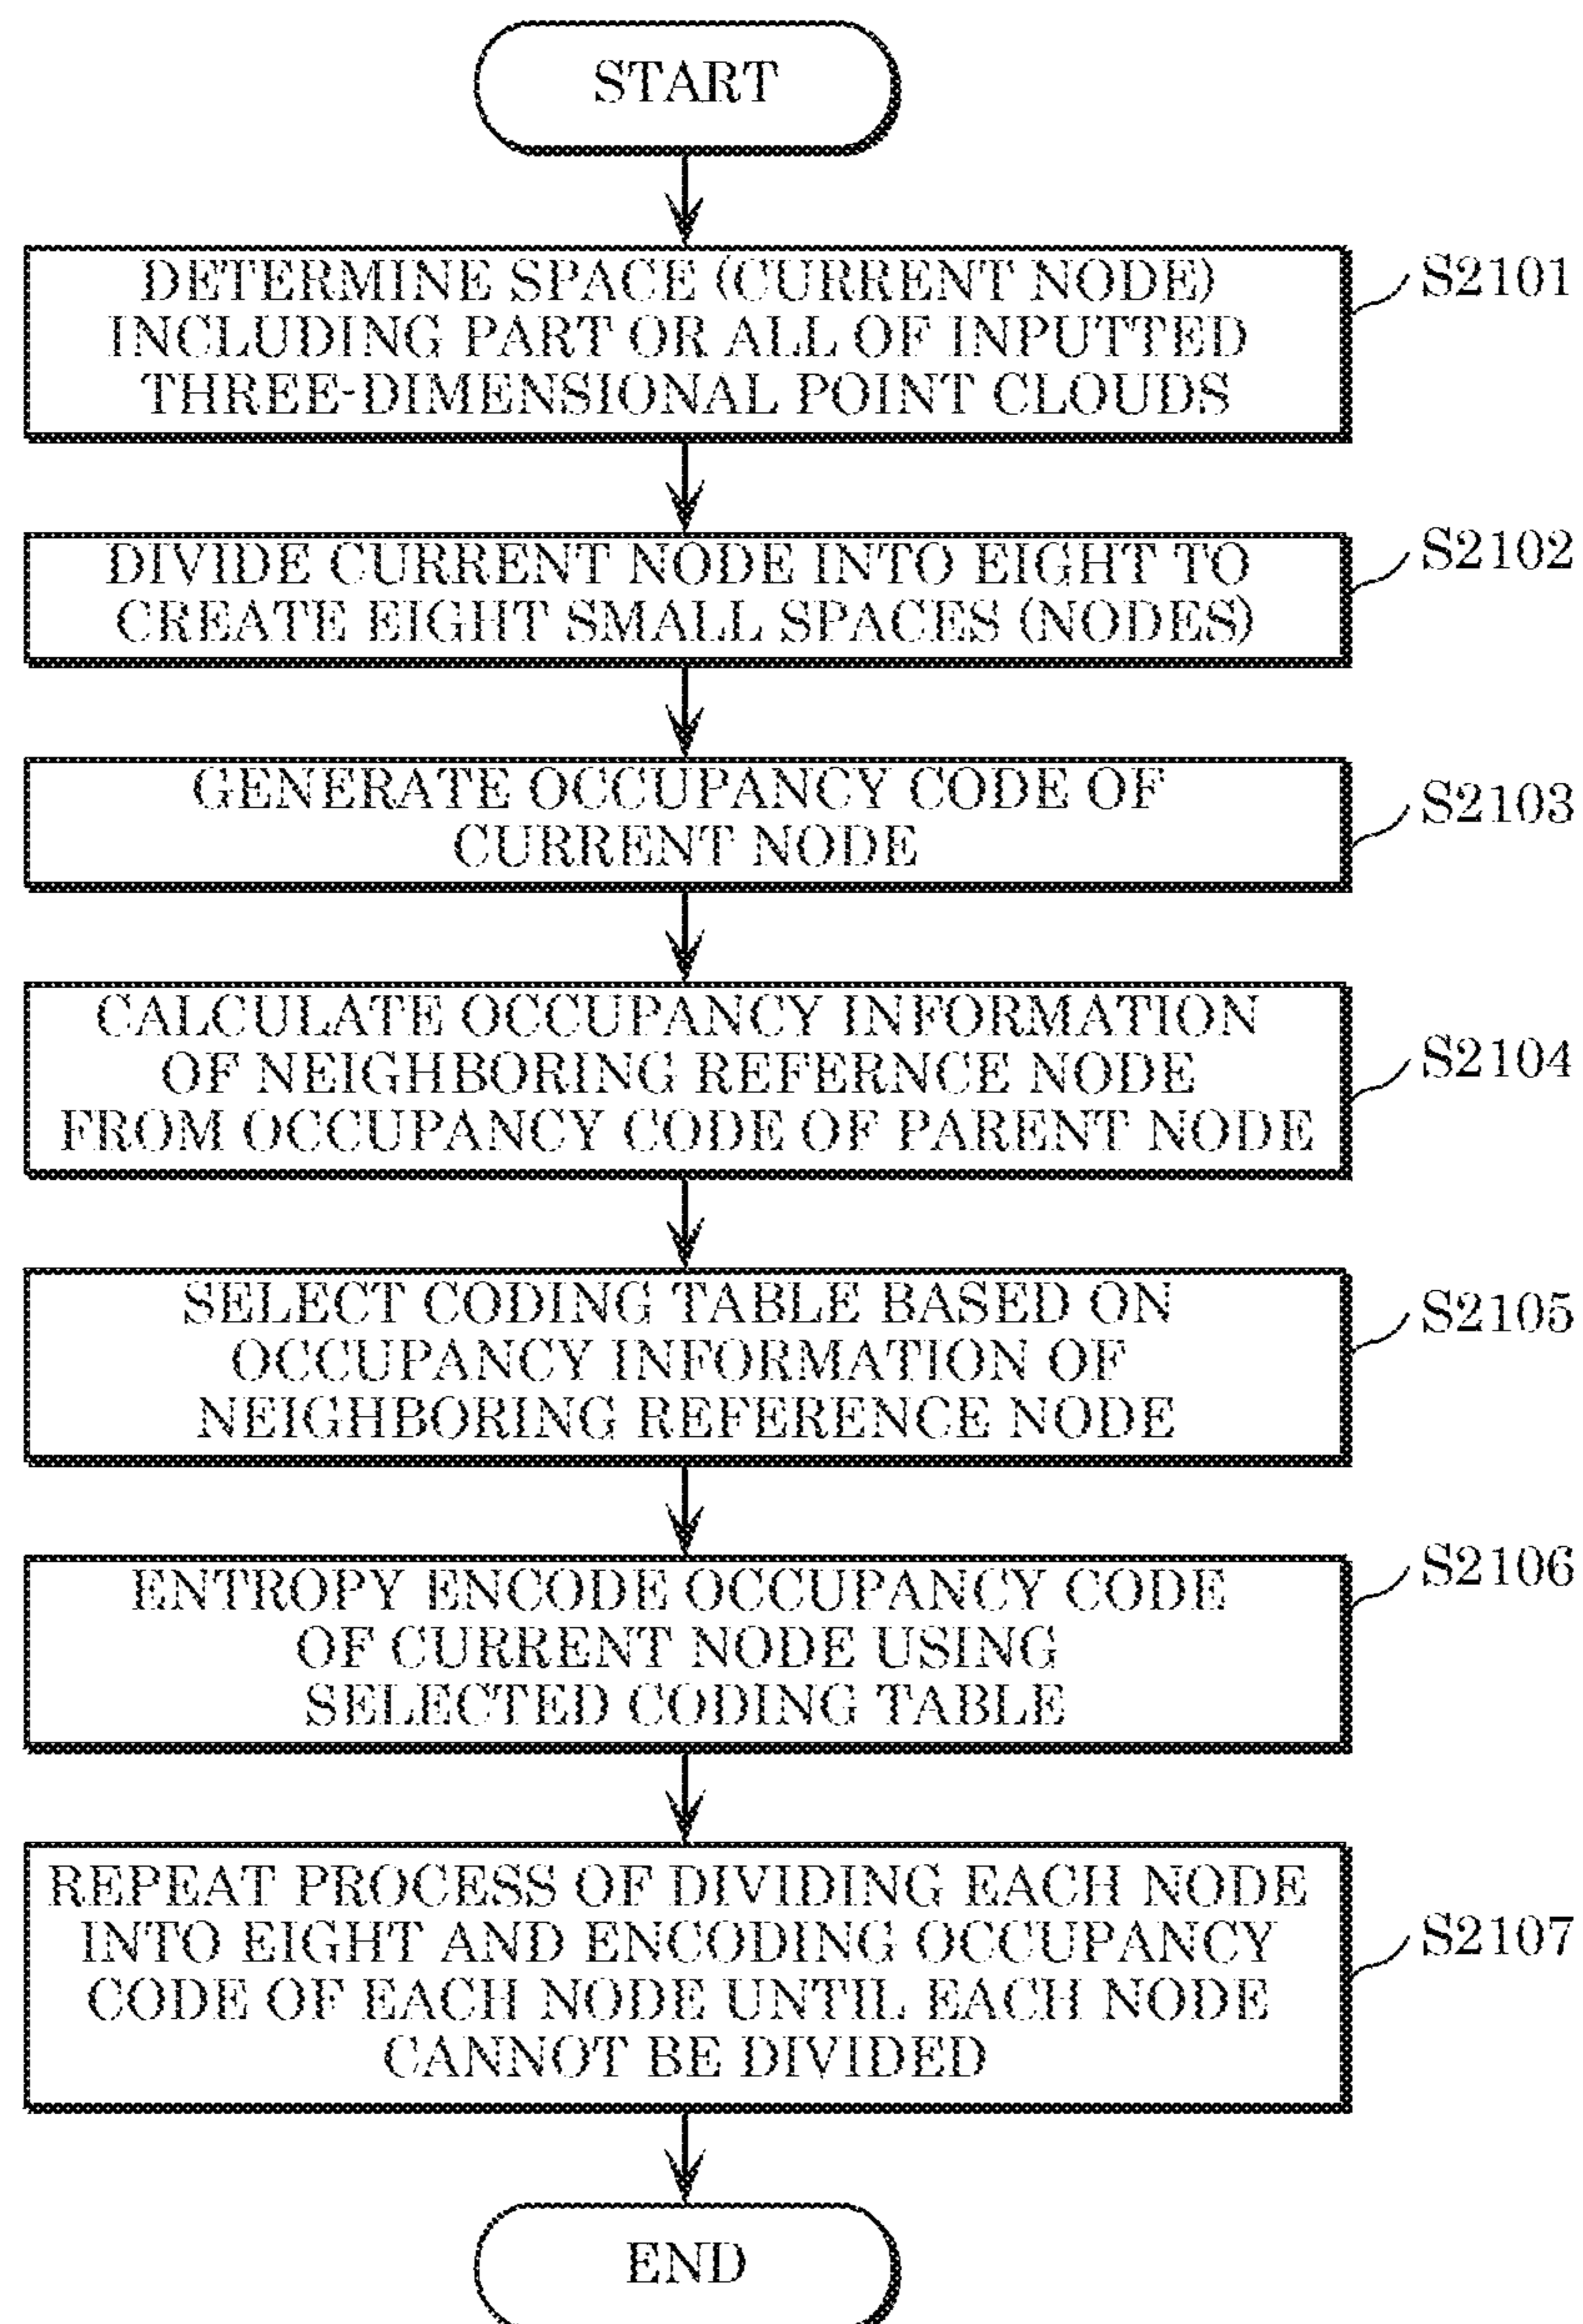 START
DETERMINE SPACE (CURRENT NODE)
INCLUDING PART OR ALL OF INPUTTED
THREE-DIMENSIONAL POINT CLOUDS
S2101
DIVIDE CURRENT NODE INTO EIGHT TO
CREATE EIGHT SMALL SPACES (NODES)
S2102
GENERATE OCCUPANCY CODE OF
CURRENT NODE
S2103
CALCULATE OCCUPANCY INFORMATION
OF NEIGHBORING REFERNCE NODE
FROM OCCUPANCY CODE OF PARENT NODE
S2104
SELECT CODING TABLE BASED ON
OCCUPANCY INFORMATION OF
NEIGHBORING REFERENCE NODE
S2105
ENTROPY ENCODE OCCUPANCY CODE
OF CURRENT NODE USING
SELECTED CODING TABLE
S2106
REPEAT PROCESS OF DIVIDING EACH NODE
INTO EIGHT AND ENCODING OCCUPANCY
CODE OF EACH NODE UNTIL EACH NODE
CANNOT BE DIVIDED
S2107
END